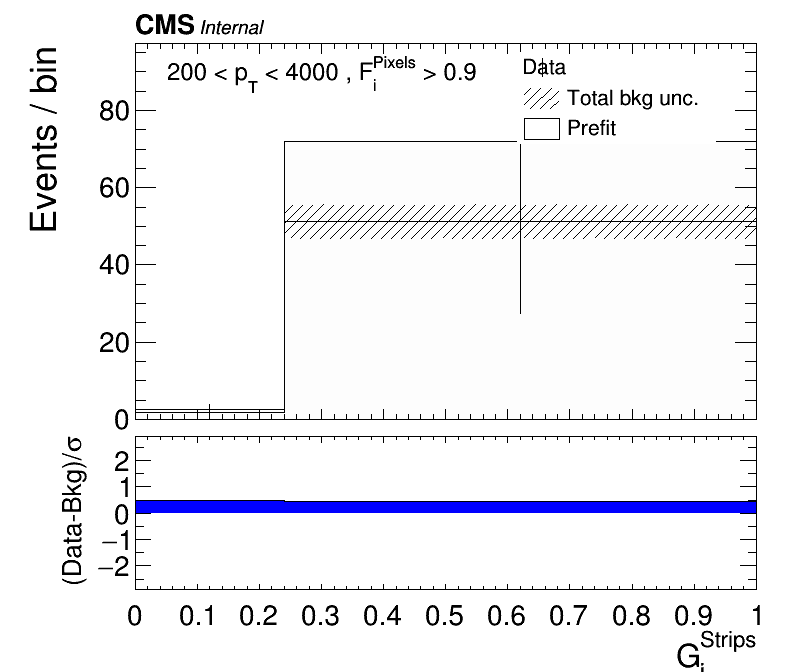 CMS Internal
200 < p_T < 4000 , F_i^Pixels > 0.9
Data
Total bkg unc.
Prefit
Events / bin
80
60
40
20
0
(Data-Bkg)/σ
2
1
0
−1
−2
0 0.1 0.2 0.3 0.4 0.5 0.6 0.7 0.8 0.9 1
G_i^Strips